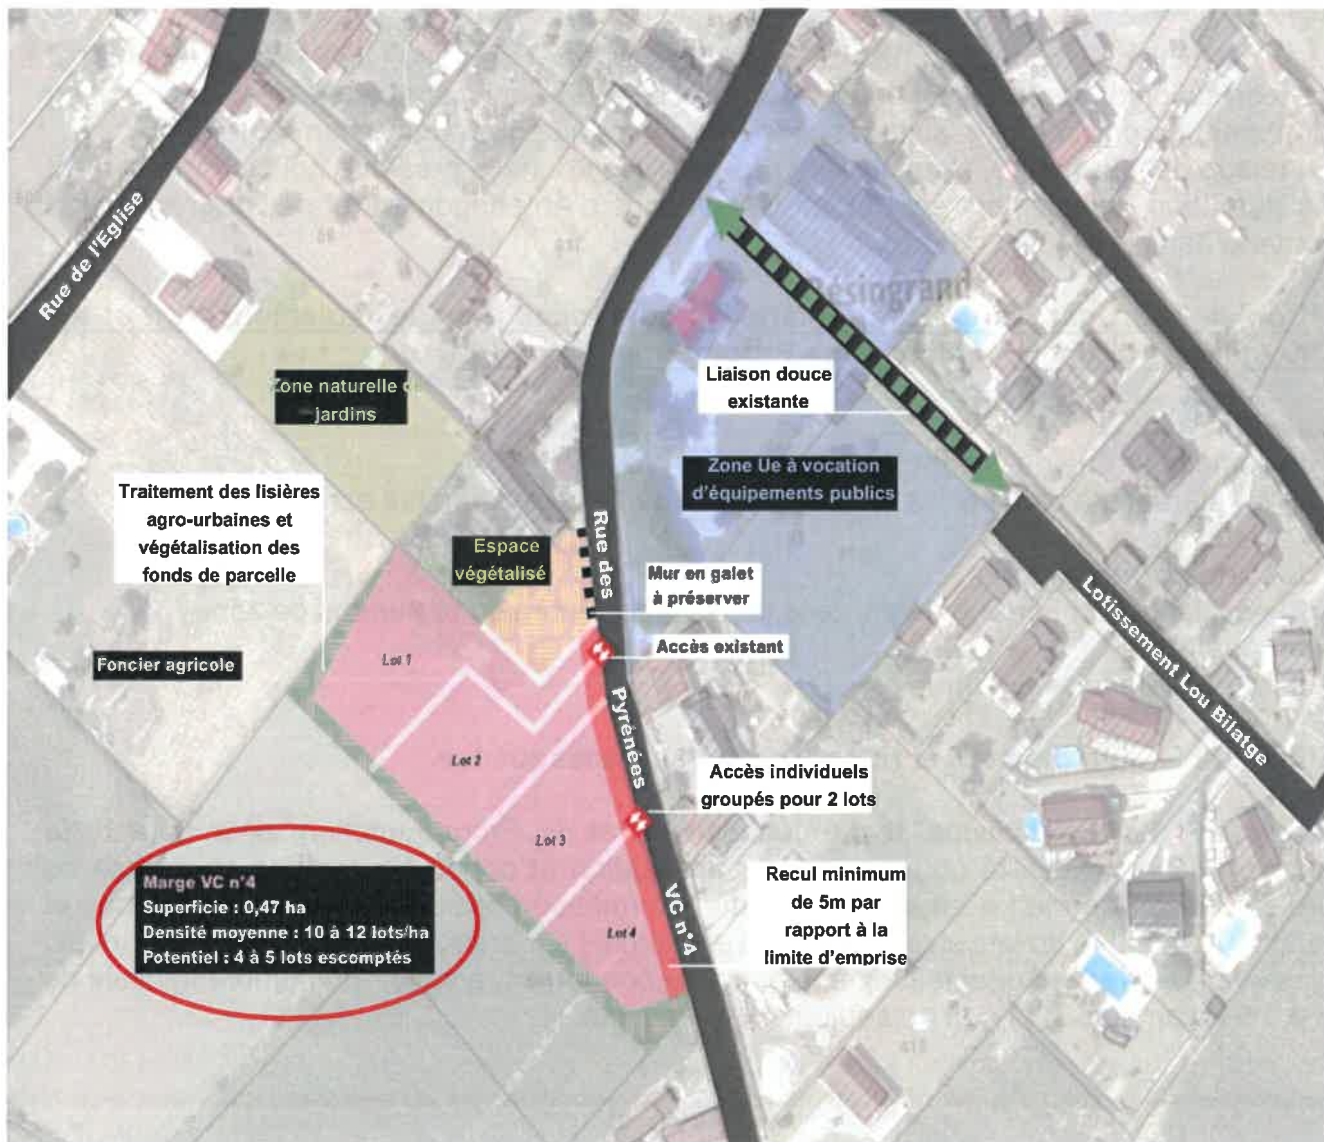 Rue de l'Eglise
Zone naturelle
jardins
Liaison douce
existante
Zone Ue à vocation
d'équipements publics
Traitement des lisières
agro-urbaines et
végétalisation des
fonds de parcelle
Espace
végétalisé
Rue des
Pyrénées
VC n°4
Mur en galet
à préserver
Accès existant
Foncier agricole
Lot 1
Lot 2
Lot 3
Lot 4
Lotissement Lou Bilatge
Accès individuels
groupés pour 2 lots
Recul minimum
de 5m par
rapport à la
limite d'emprise
Marge VC n°4
Superficie : 0,47 ha
Densité moyenne : 10 à 12 lots/ha
Potentiel : 4 à 5 lots escomptés